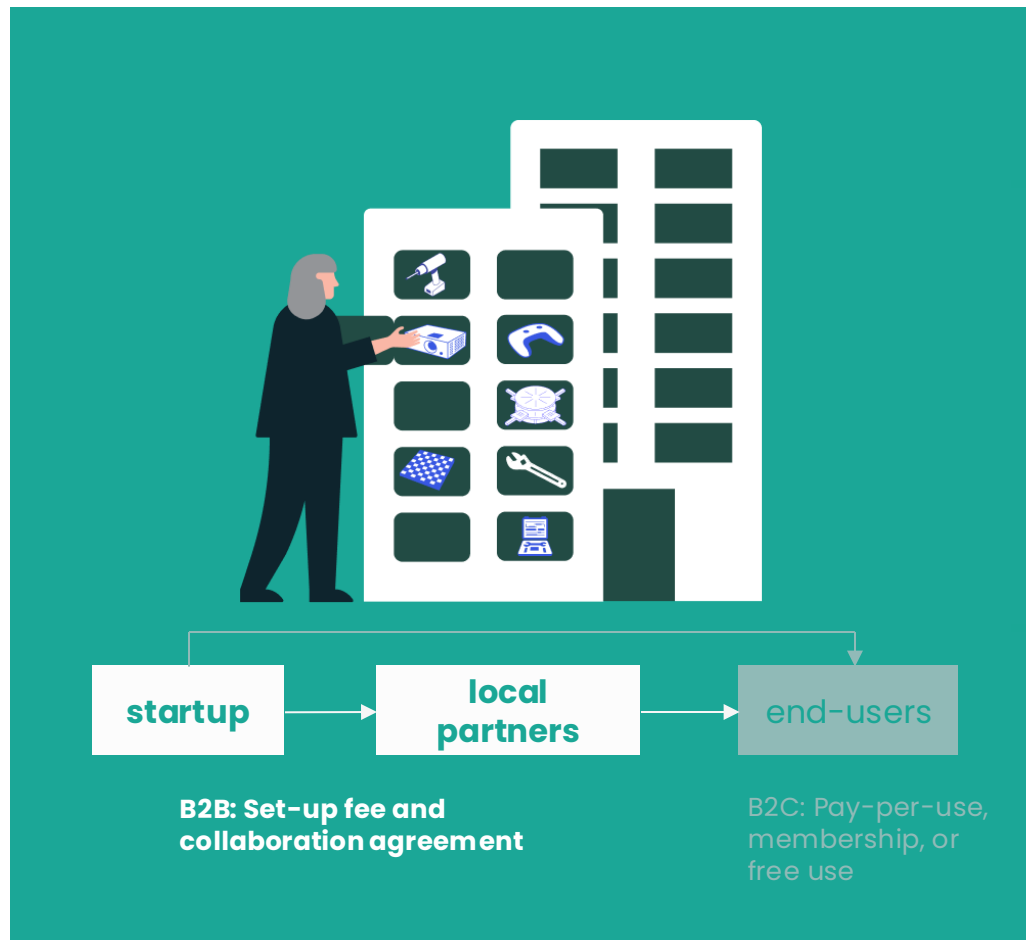 startup
local
partners
end-users
B2B: Set-up fee and
collaboration agreement
B2C: Pay-per-use,
membership, or
free use